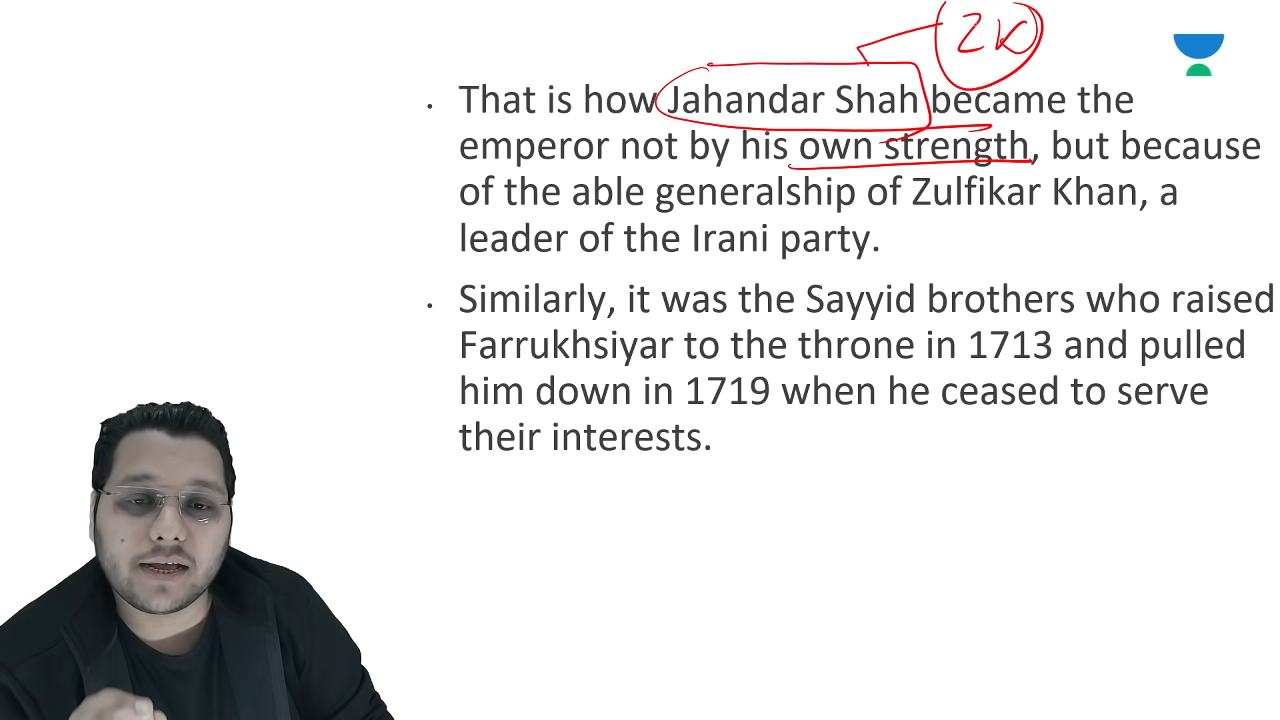 ZK
• That is how Jahandar Shah became the
emperor not by his own strength, but because
of the able generalship of Zulfikar Khan, a
leader of the Irani party.
• Similarly, it was the Sayyid brothers who raised
Farrukhsiyar to the throne in 1713 and pulled
him down in 1719 when he ceased to serve
their interests.